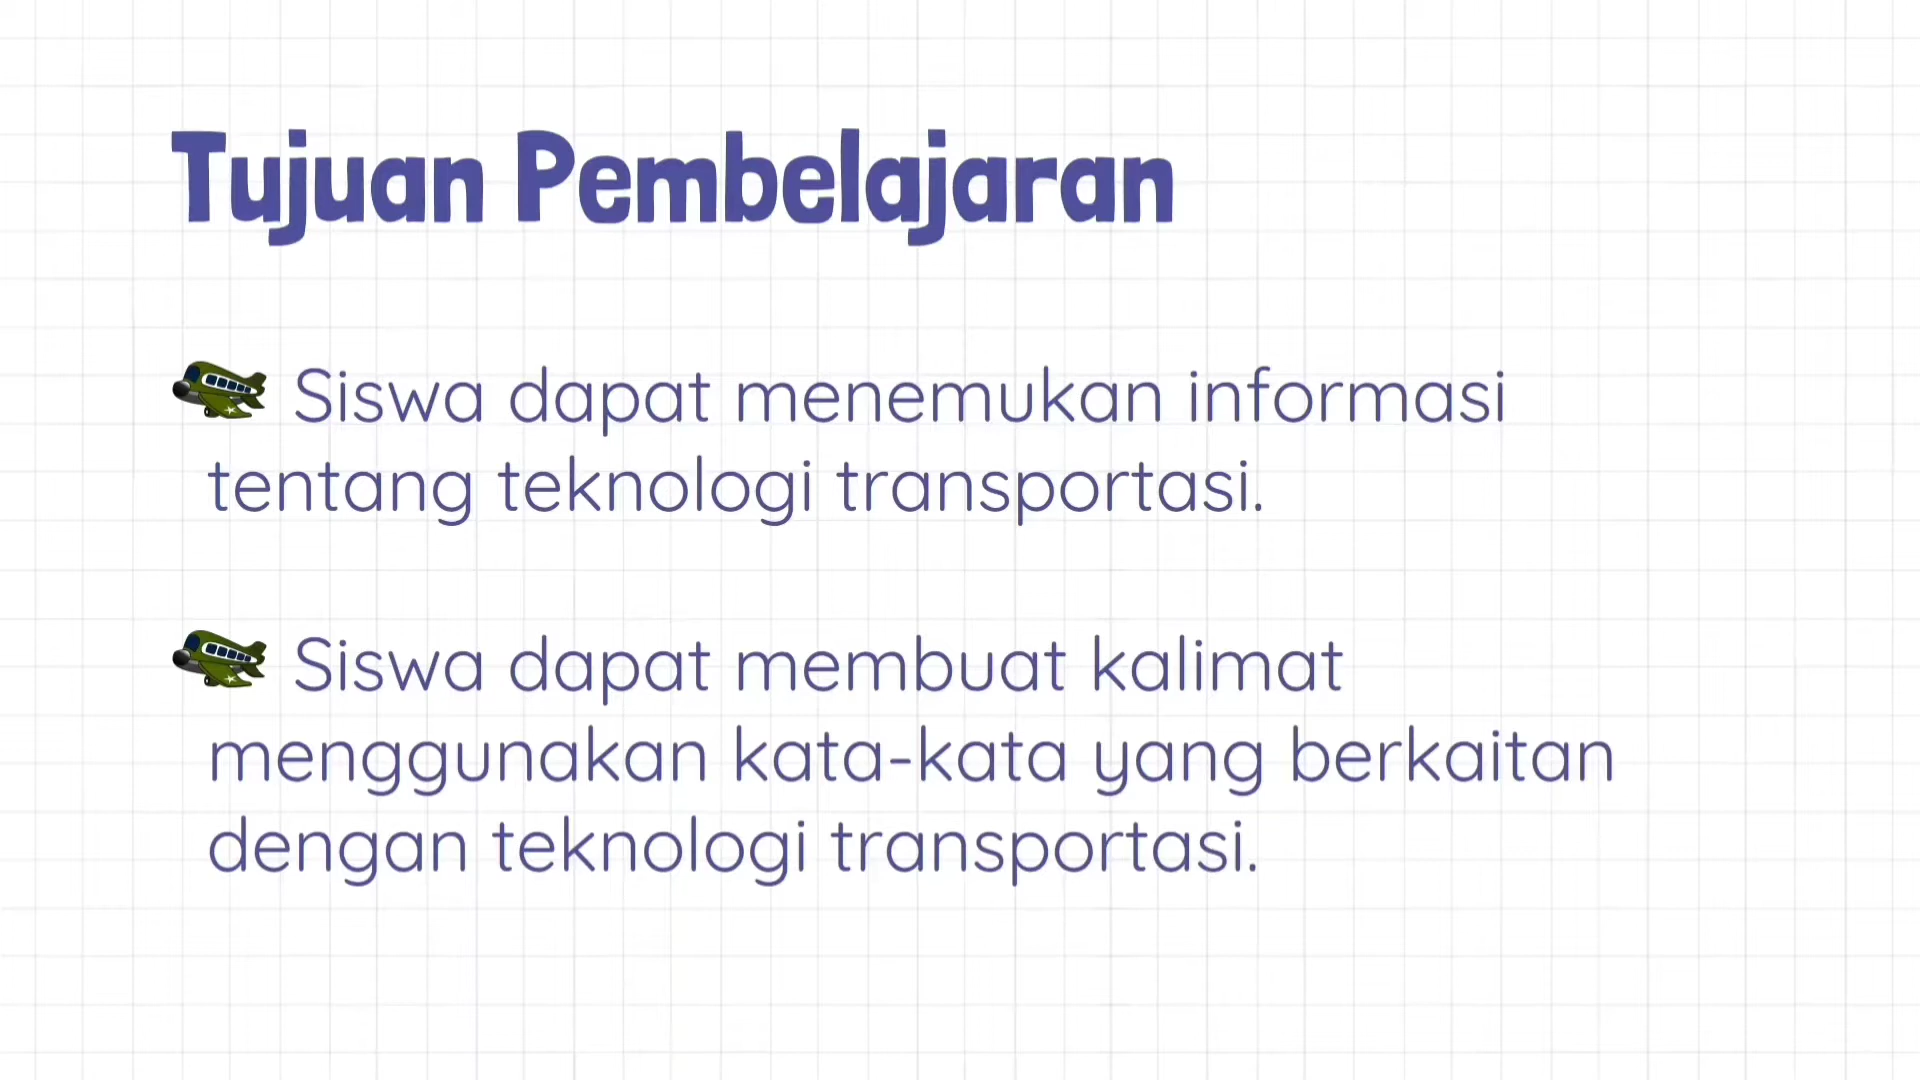 Tujuan Pembelajaran
Siswa dapat menemukan informasi
tentang teknologi transportasi.
Siswa dapat membuat kalimat
menggunakan kata-kata yang berkaitan
dengan teknologi transportasi.